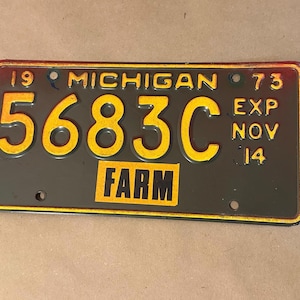 19 MICHIGAN 73
5683C
EXP
NOV
14
FARM